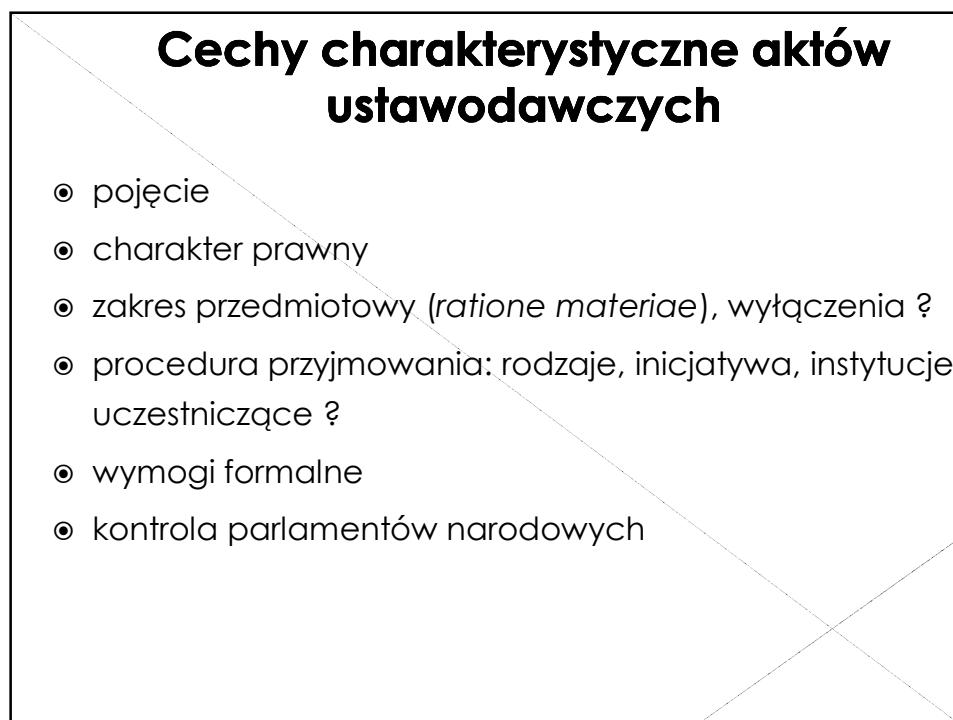 Cechy charakterystyczne aktów
ustawodawczych
pojęcie
charakter prawny
zakres przedmiotowy (ratione materiae), wyłączenia ?
procedura przyjmowania: rodzaje, inicjatywa, instytucje
uczestniczące ?
wymogi formalne
kontrola parlamentów narodowych